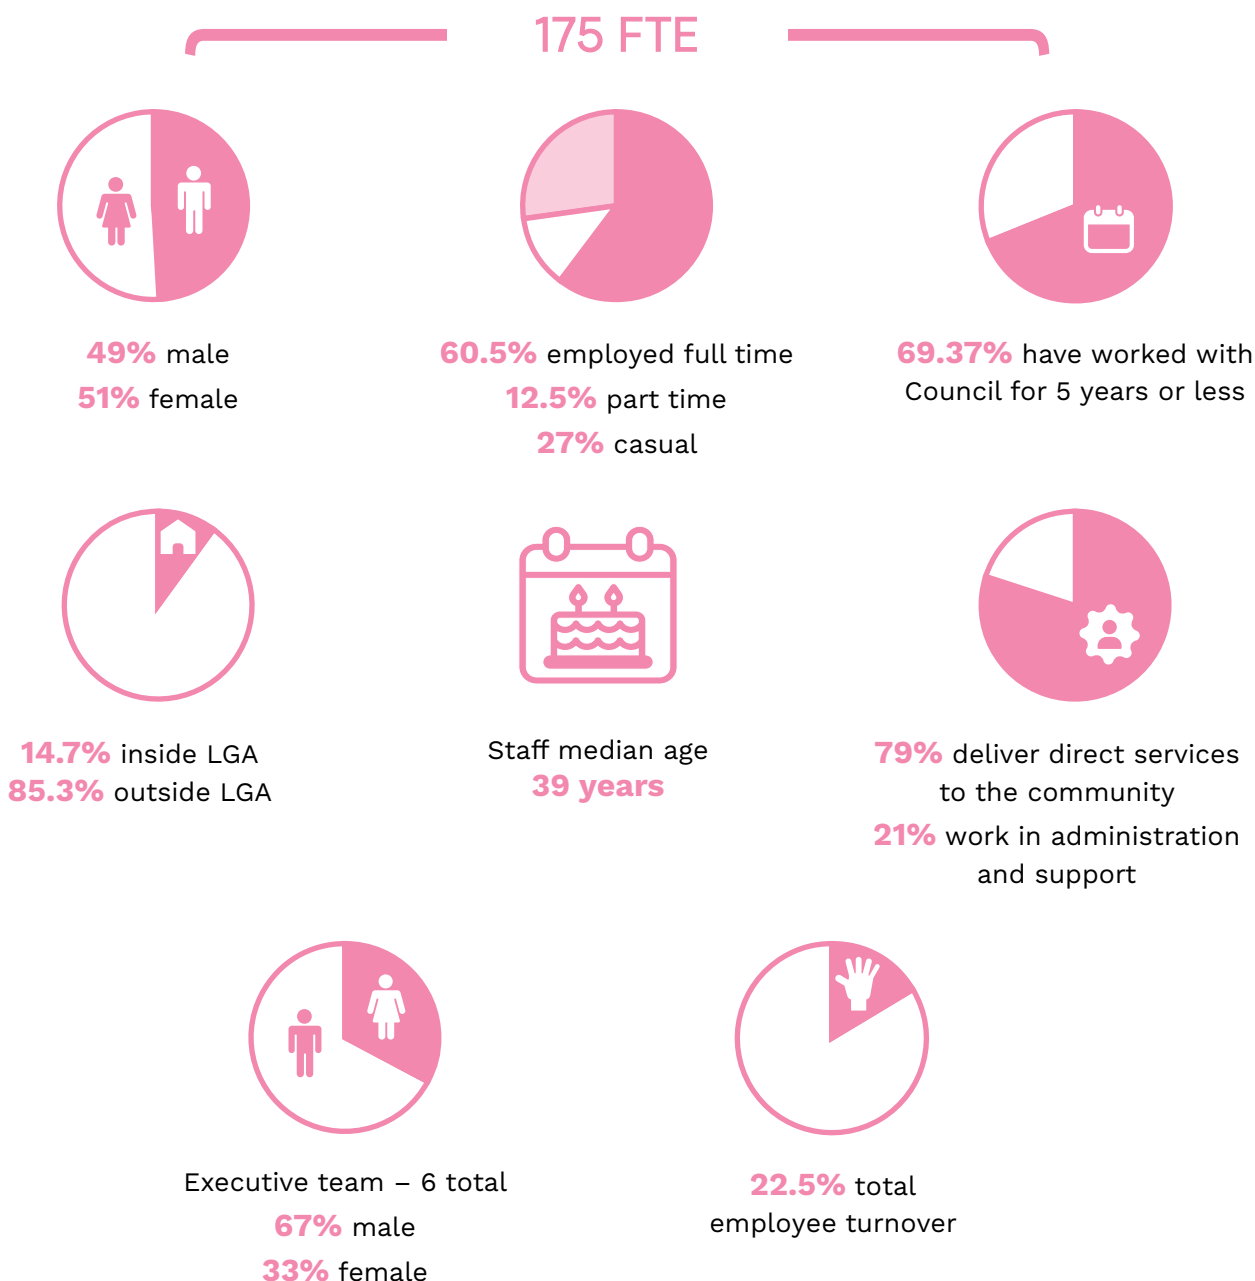 175 FTE
49% male
51% female
60.5% employed full time
12.5% part time
27% casual
69.37% have worked with
Council for 5 years or less
14.7% inside LGA
85.3% outside LGA
Staff median age
39 years
79% deliver direct services
to the community
21% work in administration
and support
Executive team – 6 total
67% male
33% female
22.5% total
employee turnover